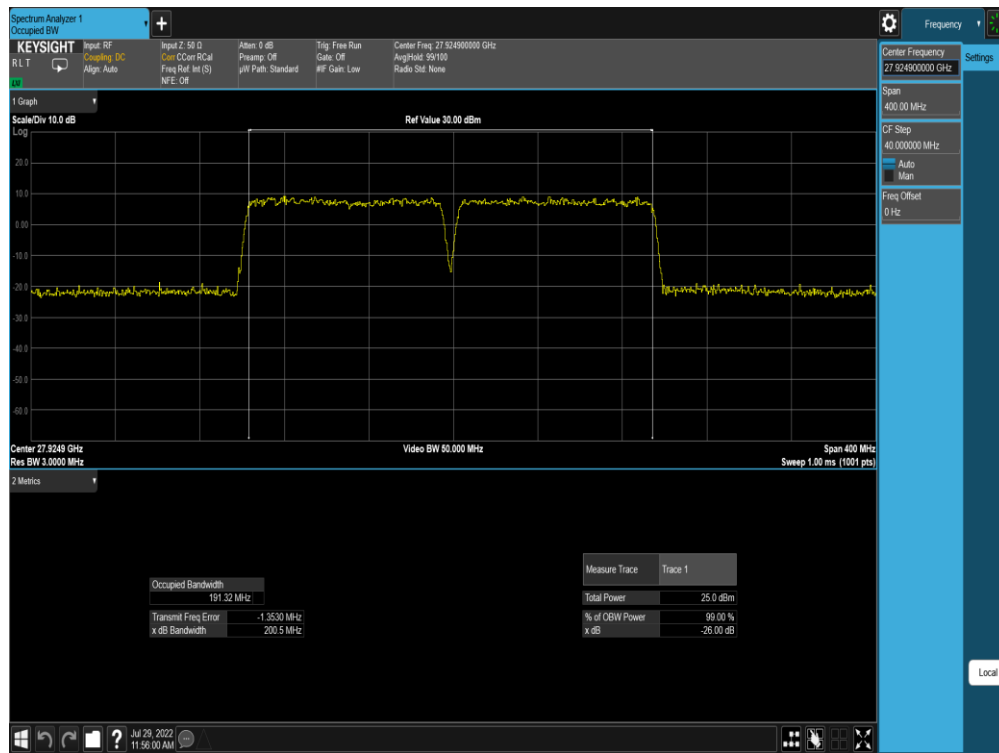 Spectrum Analyzer 1
Occupied BW
Frequency
KEYSIGHT
R L T
LXI
Input: RF
Coupling: DC
Align: Auto
Input Z: 50 Ω
Corr CCorr RCal
Freq Ref: Int (S)
NFE: Off
Atten: 0 dB
Preamp: Off
µW Path: Standard
Trig: Free Run
Gate: Off
#IF Gain: Low
Center Freq: 27.924900000 GHz
Avg|Hold: 99/100
Radio Std: None
Center Frequency
27.924900000 GHz
Settings
Span
400.00 MHz
CF Step
40.000000 MHz
Auto
Man
Freq Offset
0 Hz
1 Graph
Scale/Div 10.0 dB
Ref Value 30.00 dBm
Log
20.0
10.0
0.00
-10.0
-20.0
-30.0
-40.0
-50.0
-60.0
Center 27.9249 GHz
Video BW 50.000 MHz
Span 400 MHz
Res BW 3.0000 MHz
Sweep 1.00 ms (1001 pts)
2 Metrics
Measure Trace Trace 1
Occupied Bandwidth
191.32 MHz
Total Power 25.0 dBm
Transmit Freq Error -1.3530 MHz
% of OBW Power 99.00 %
x dB Bandwidth 200.5 MHz
x dB -26.00 dB
Local
?
Jul 29, 2022
11:56:00 AM